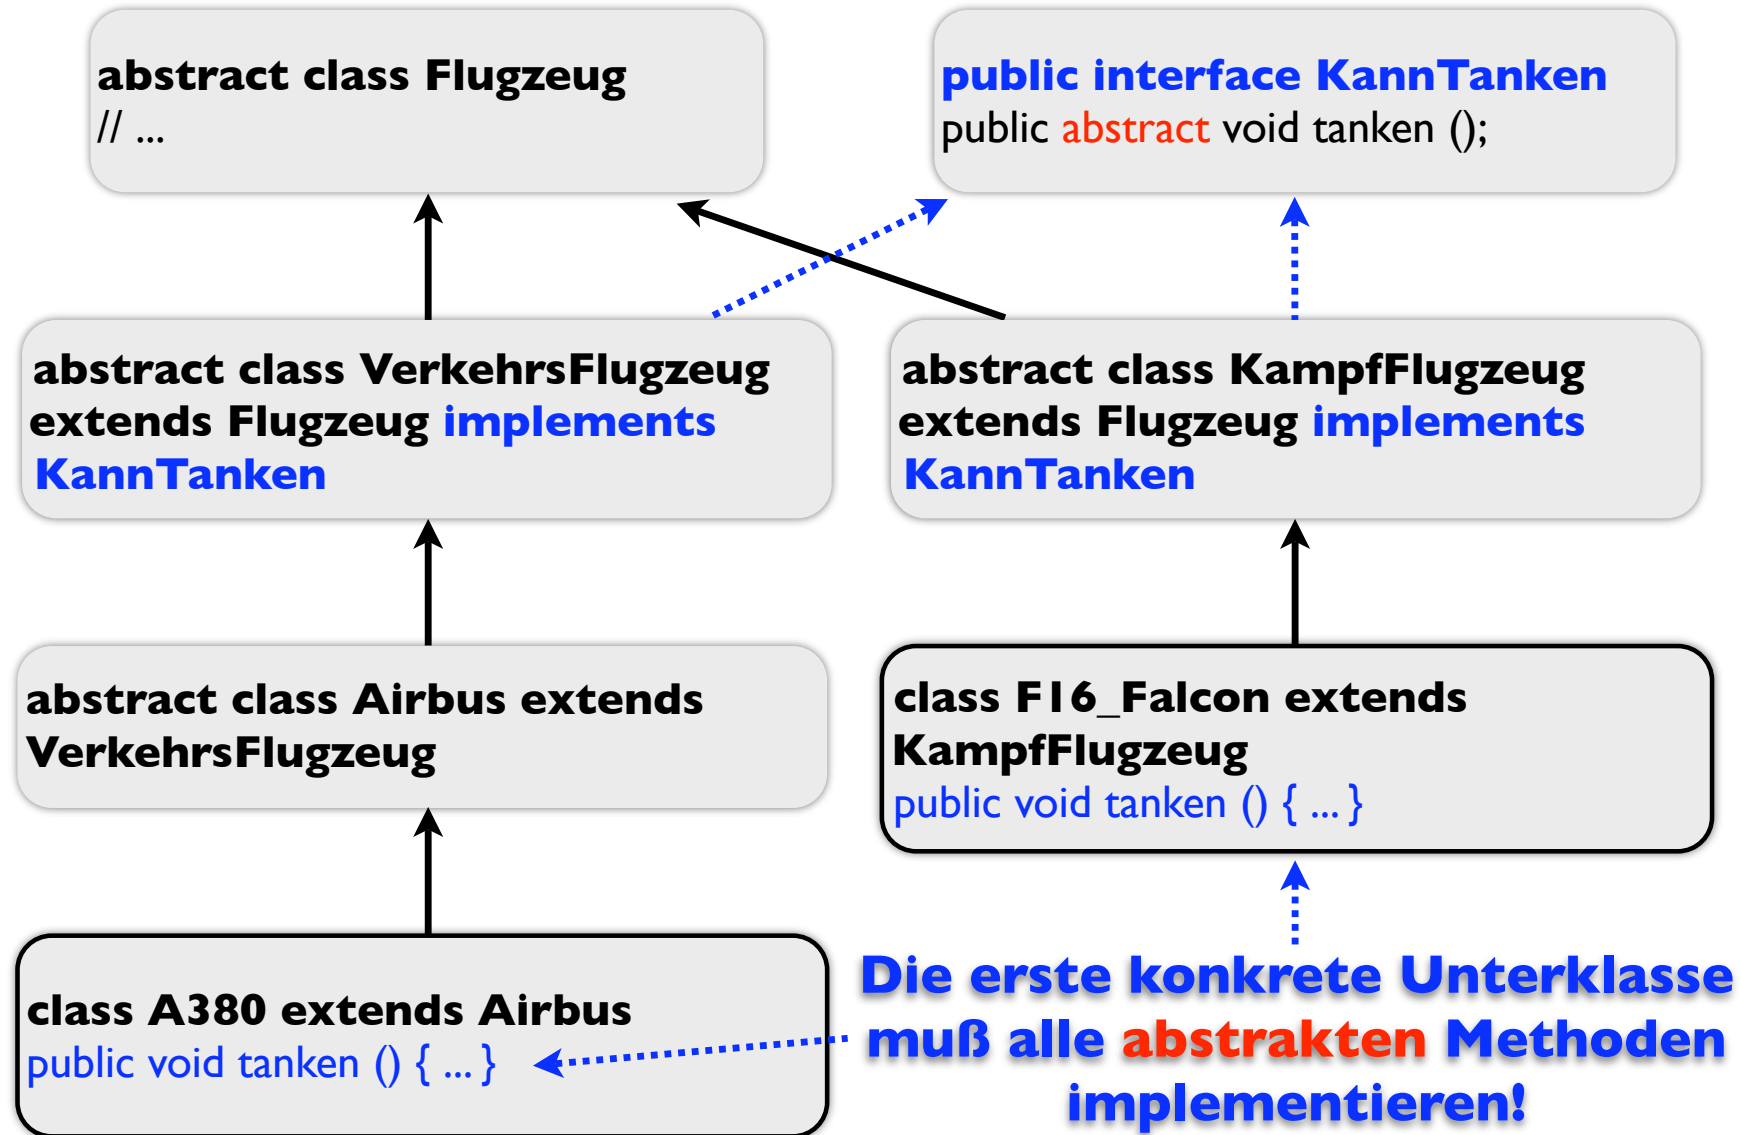 abstract class Flugzeug
// ...
public interface KannTanken
public abstract void tanken ();
abstract class VerkehrsFlugzeug
extends Flugzeug implements
KannTanken
abstract class KampfFlugzeug
extends Flugzeug implements
KannTanken
abstract class Airbus extends
VerkehrsFlugzeug
class F16_Falcon extends
KampfFlugzeug
public void tanken () { ... }
class A380 extends Airbus
public void tanken () { ... }
Die erste konkrete Unterklasse
muß alle abstrakten Methoden
implementieren!